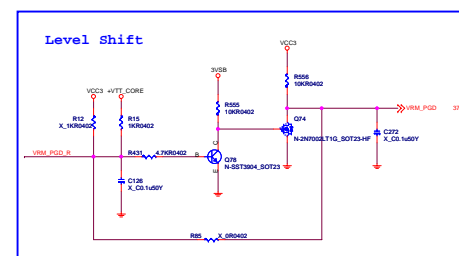 Level Shift
VCC3
VCC3 +VTT_CORE
3VSB
R556
10KR0402
R12
X_1KR0402
R15
1KR0402
R555
10KR0402
VRM_PGD 37
Q74
N-2N7002LT1G_SOT23-HF
C272
X_C0.1u50Y
VRM_PGD_R
R431 4.7KR0402
B
C
E
Q78
N-SST3904_SOT23
C126
X_C0.1u50Y
R85 X_0R0402